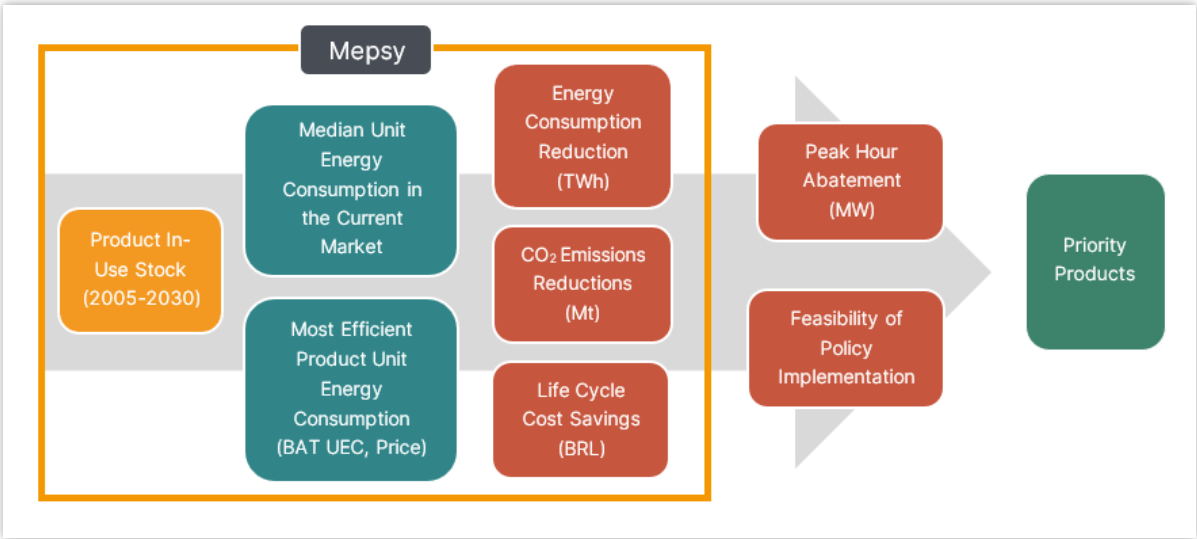 Mepsy
Product In-
Use Stock
(2005-2030)
Median Unit
Energy
Consumption in
the Current
Market
Most Efficient
Product Unit
Energy
Consumption
(BAT UEC, Price)
Energy
Consumption
Reduction
(TWh)
CO₂ Emissions
Reductions
(Mt)
Life Cycle
Cost Savings
(BRL)
Peak Hour
Abatement
(MW)
Feasibility of
Policy
Implementation
Priority
Products